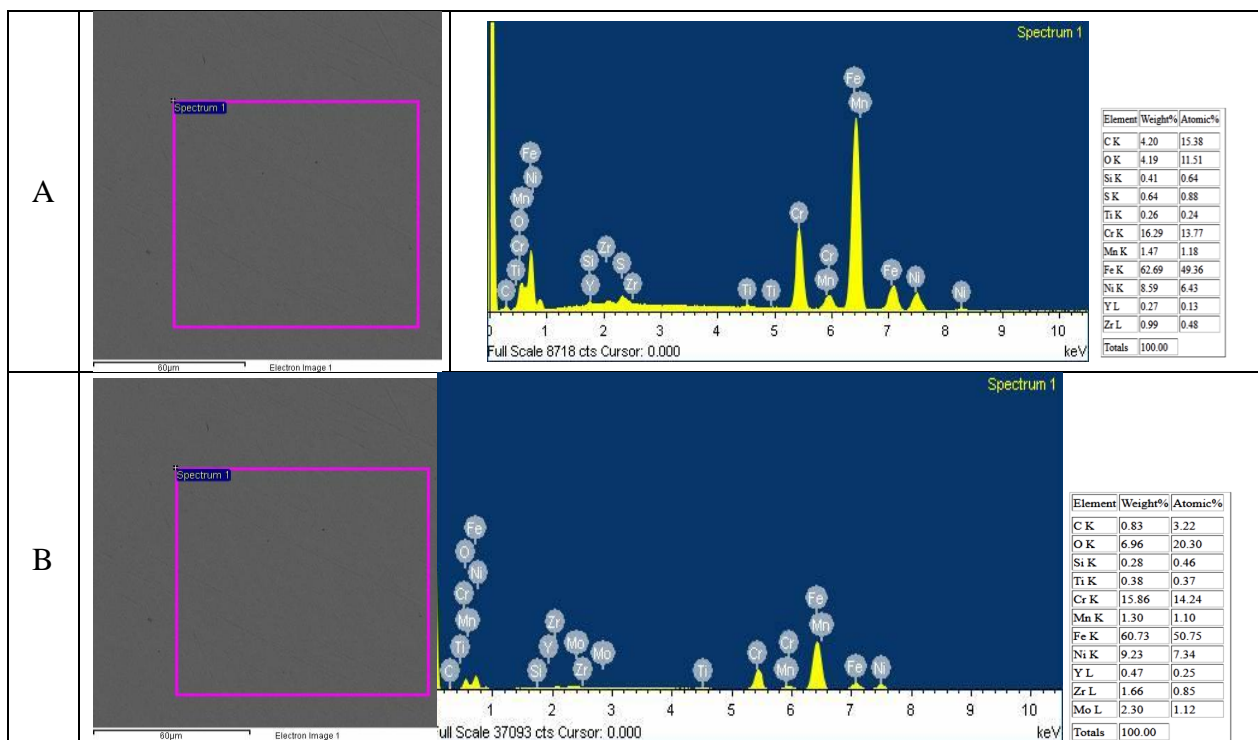 A
Spectrum 1
60µm Electron Image 1
Spectrum 1
Fe
Mn
Fe
Ni
Mn
O
Cr
Ti
C
Si
Y
Zr
S
Zr
Ti
Ti
Cr
Cr
Mn
Fe
Ni
Ni
0 1 2 3 4 5 6 7 8 9 10
Full Scale 8718 cts Cursor: 0.000 keV
Element Weight% Atomic%
C K 4.20 15.38
O K 4.19 11.51
Si K 0.41 0.64
S K 0.64 0.88
Ti K 0.26 0.24
Cr K 16.29 13.77
Mn K 1.47 1.18
Fe K 62.69 49.36
Ni K 8.59 6.43
Y L 0.27 0.13
Zr L 0.99 0.48
Totals 100.00
B
Spectrum 1
60µm Electron Image 1
Spectrum 1
Fe
O
Ni
Cr
Mn
Ti
C
Zr
Y
Si
Mo
Zr
Mo
Ti
Cr
Cr
Mn
Fe
Mn
Fe
Ni
1 2 3 4 5 6 7 8 9 10
ull Scale 37093 cts Cursor: 0.000 keV
Element Weight% Atomic%
C K 0.83 3.22
O K 6.96 20.30
Si K 0.28 0.46
Ti K 0.38 0.37
Cr K 15.86 14.24
Mn K 1.30 1.10
Fe K 60.73 50.75
Ni K 9.23 7.34
Y L 0.47 0.25
Zr L 1.66 0.85
Mo L 2.30 1.12
Totals 100.00